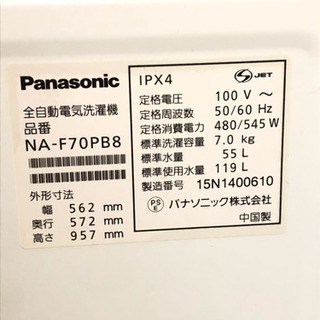 Panasonic
全自動電気洗濯機
品番
NA-F70PB8
外形寸法
幅 562 mm
奥行 572 mm
高さ 957 mm
IPX4
S JET
定格電圧 100 V ～
定格周波数 50/60 Hz
定格消費電力 480/545 W
標準洗濯容量 7.0 kg
標準水量 55 L
標準使用水量 119 L
製造番号 15N1400610
PS E パナソニック株式会社
中国製